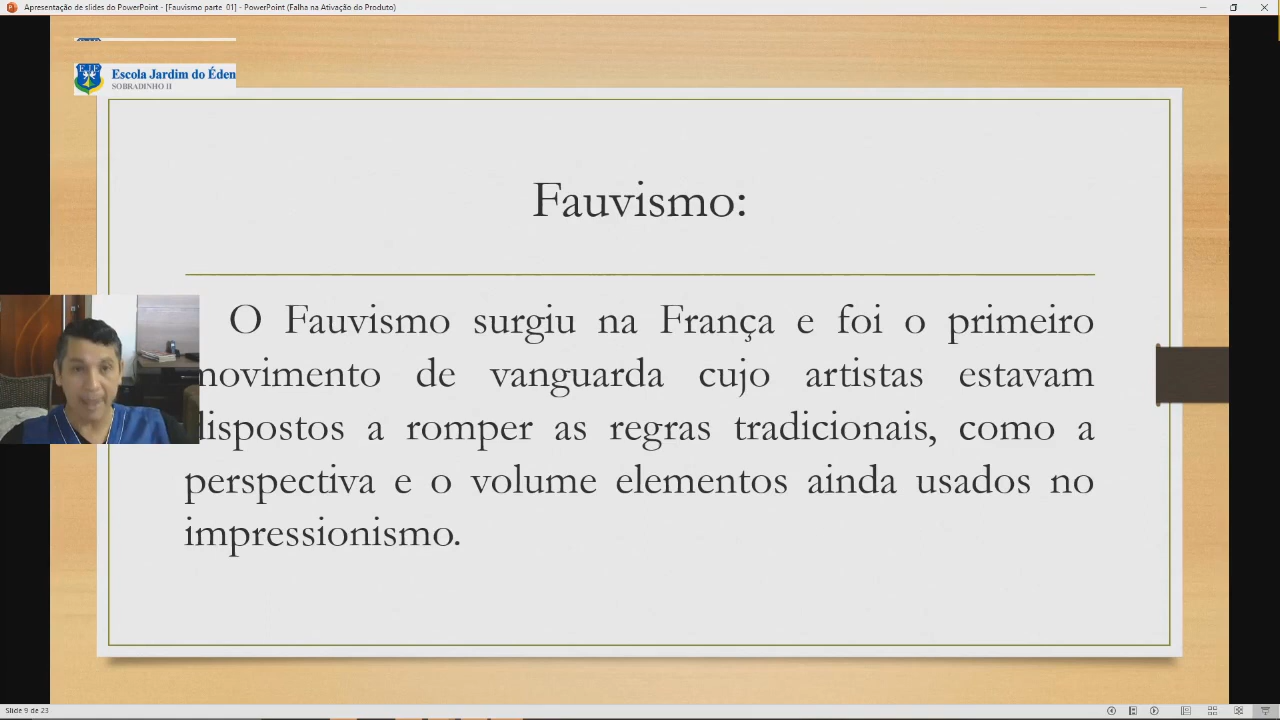 Apresentação de slides do PowerPoint - [Fauvismo parte 01] - PowerPoint (Falha na Ativação do Produto)
EJE
Escola Jardim do Éden
SOBRADINHO II
Fauvismo:
O Fauvismo surgiu na França e foi o primeiro
movimento de vanguarda cujo artistas estavam
dispostos a romper as regras tradicionais, como a
perspectiva e o volume elementos ainda usados no
impressionismo.
Slide 9 de 23